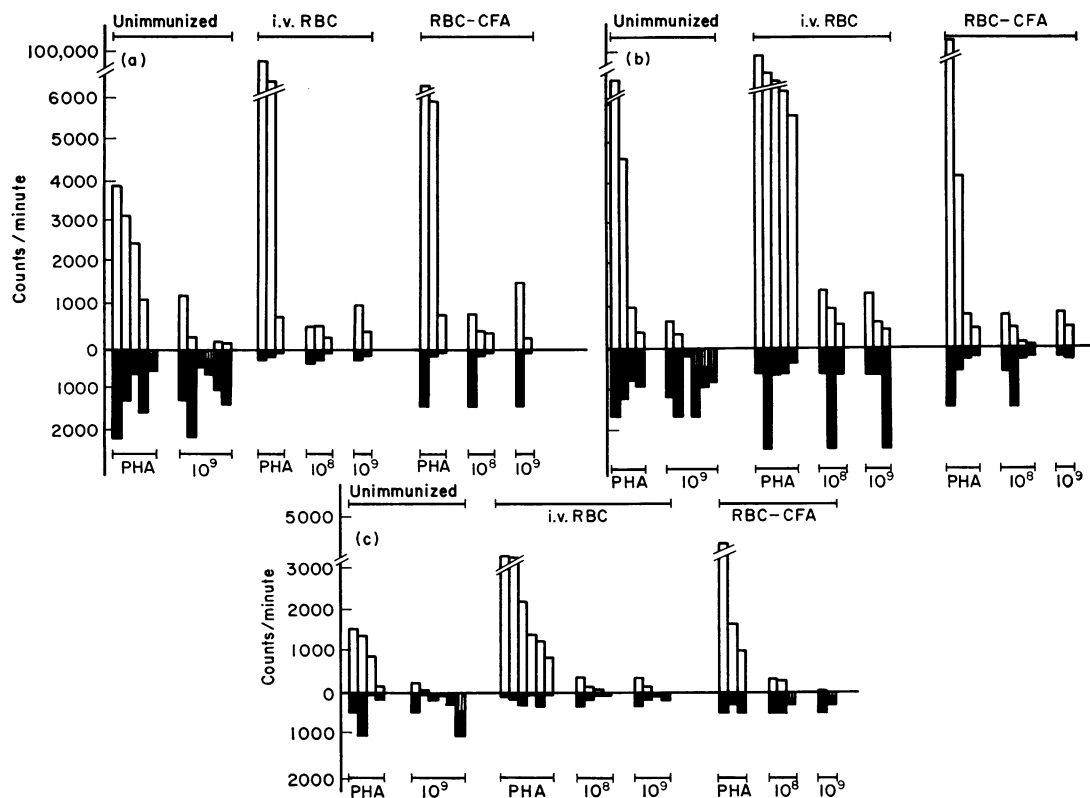 Unimmunized i.v. RBC RBC-CFA
(a)
Counts/minute
100,000
6000
5000
4000
3000
2000
1000
0
1000
2000
PHA 10⁹ PHA 10⁸ 10⁹ PHA 10⁸ 10⁹
Unimmunized i.v. RBC RBC-CFA
(b)
PHA 10⁹ PHA 10⁸ 10⁹ PHA 10⁸ 10⁹
Unimmunized i.v. RBC RBC-CFA
(c)
Counts/minute
5000
3000
2000
1000
0
1000
2000
PHA 10⁹ PHA 10⁸ 10⁹ PHA 10⁸ 10⁹